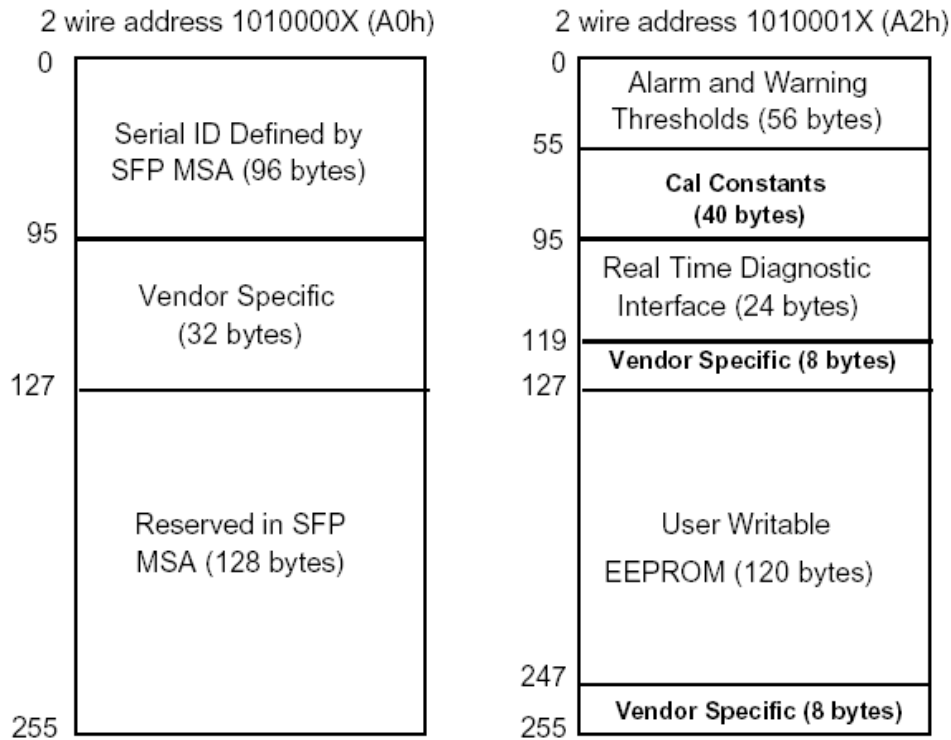 2 wire address 1010000X (A0h)
0
Serial ID Defined by
SFP MSA (96 bytes)
95
Vendor Specific
(32 bytes)
127
Reserved in SFP
MSA (128 bytes)
255
2 wire address 1010001X (A2h)
0
Alarm and Warning
Thresholds (56 bytes)
55
Cal Constants
(40 bytes)
95
Real Time Diagnostic
Interface (24 bytes)
119
Vendor Specific (8 bytes)
127
User Writable
EEPROM (120 bytes)
247
Vendor Specific (8 bytes)
255